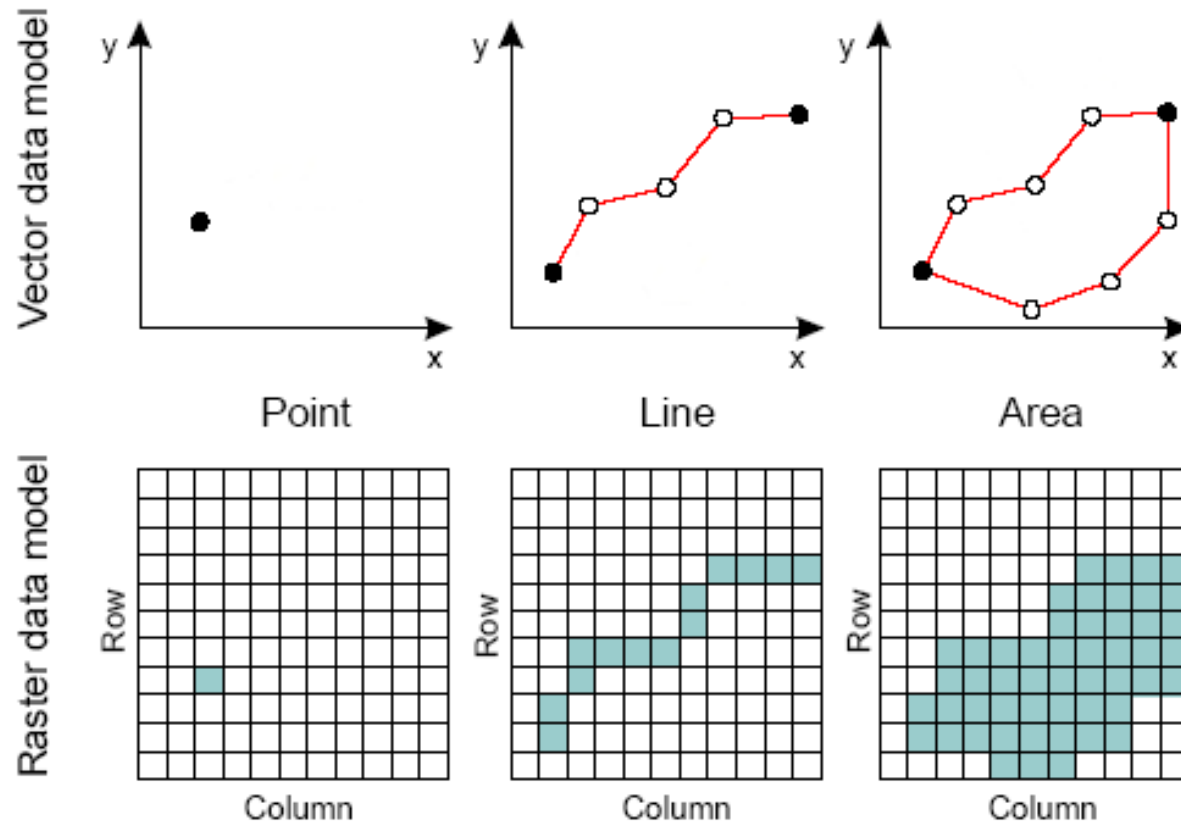 Vector data model
y
x
y
x
y
x
Point
Line
Area
Raster data model
Row
Column
Row
Column
Row
Column